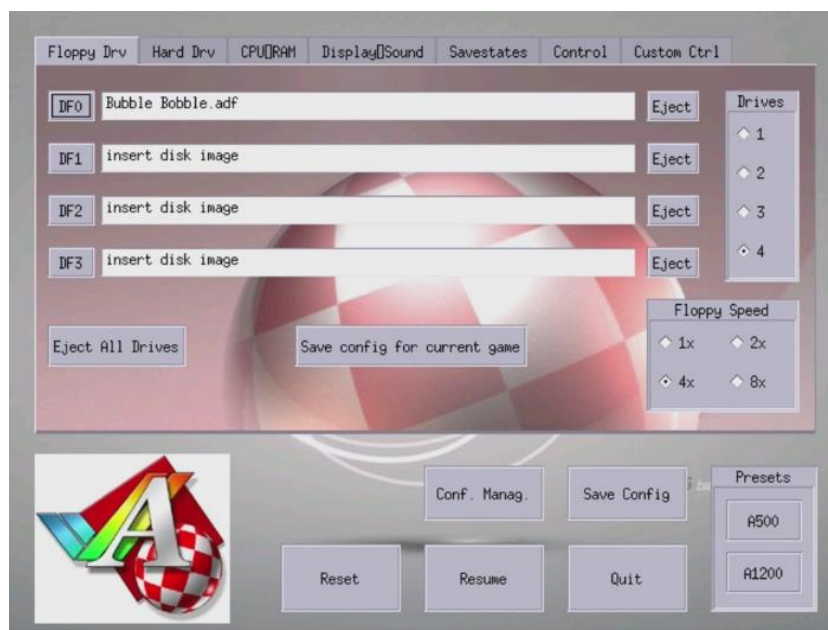 Floppy Drv Hard Drv CPU▯RAM Display▯Sound Savestates Control Custom Ctrl
DF0 Bubble Bobble.adf Eject
DF1 insert disk image Eject
DF2 insert disk image Eject
DF3 insert disk image Eject
Drives
1
2
3
4
Eject All Drives Save config for current game
Floppy Speed
1x 2x
4x 8x
Conf. Manag. Save Config
Reset Resume Quit
Presets
A500
A1200